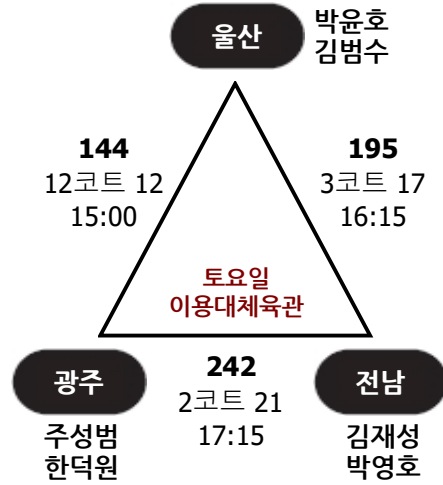 울산
박윤호
김범수
144
12코트 12
15:00
195
3코트 17
16:15
토요일
이용대체육관
광주
주성범
한덕원
242
2코트 21
17:15
전남
김재성
박영호